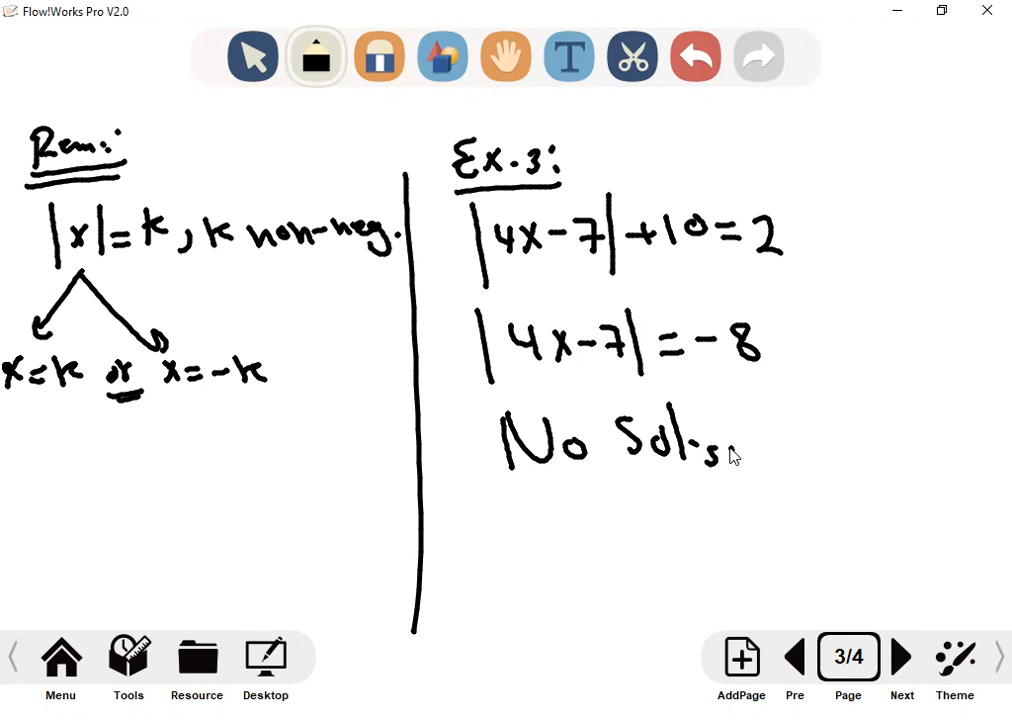 Flow!Works Pro V2.0
Rem:
|x|=k, k non-neg.
x=k or x=-k
Ex.3:
|4x-7|+10=2
|4x-7|=-8
No Sol.s.
Menu
Tools
Resource
Desktop
AddPage
Pre
3/4
Page
Next
Theme